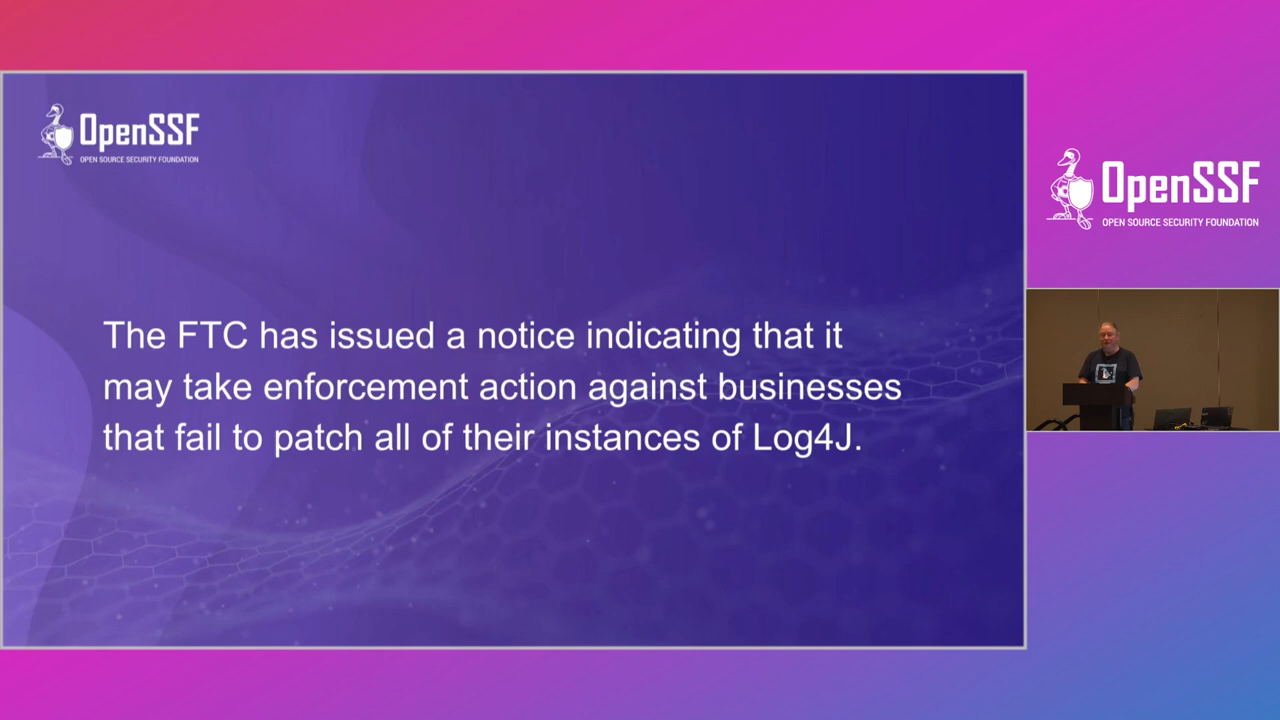 OpenSSF
OPEN SOURCE SECURITY FOUNDATION
The FTC has issued a notice indicating that it
may take enforcement action against businesses
that fail to patch all of their instances of Log4J.
OpenSSF
OPEN SOURCE SECURITY FOUNDATION